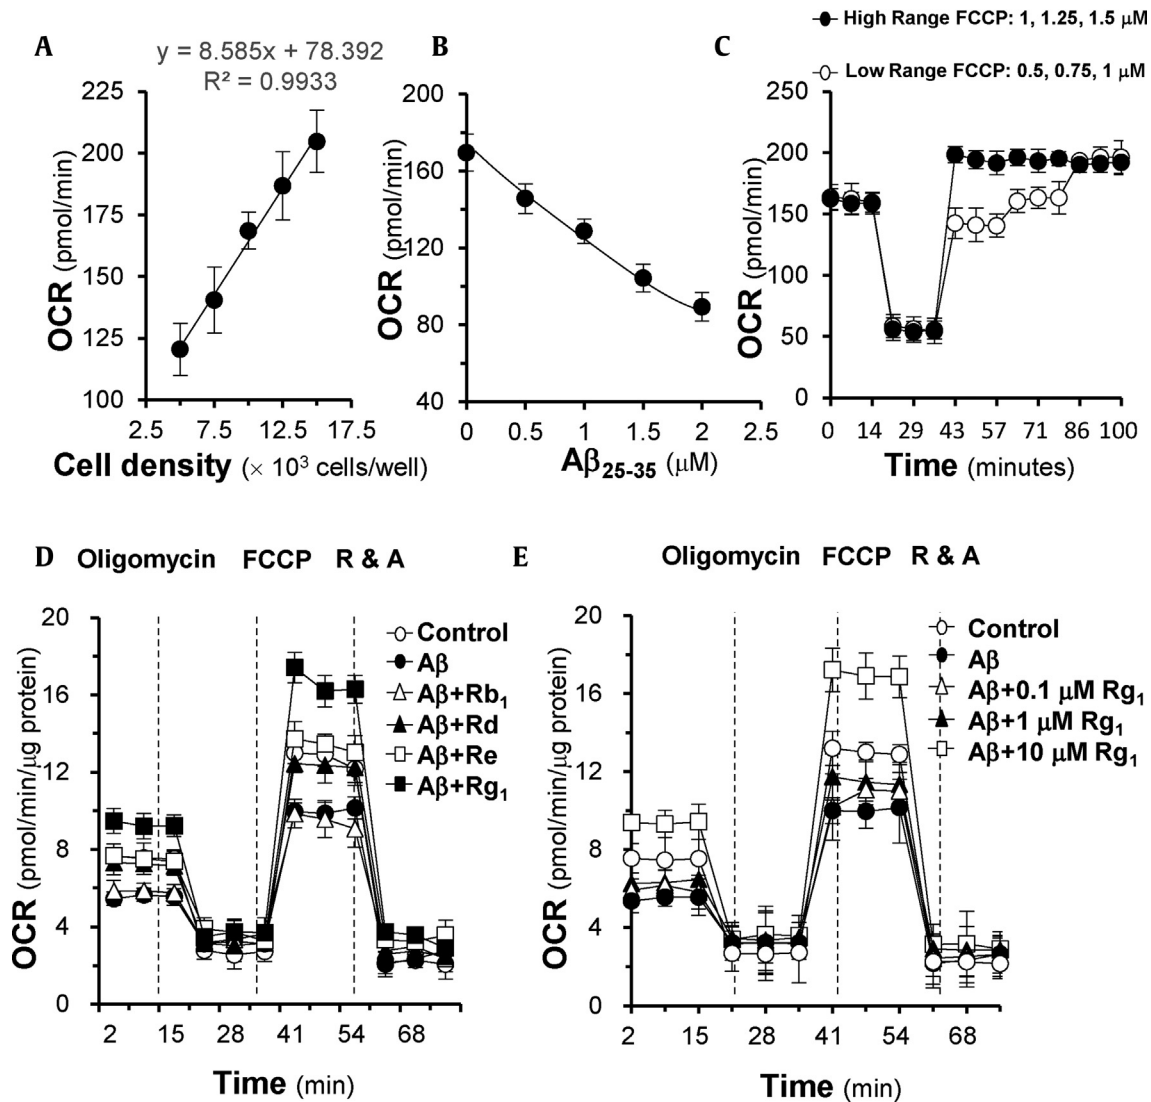 High Range FCCP: 1, 1.25, 1.5 μM
Low Range FCCP: 0.5, 0.75, 1 μM
A
y = 8.585x + 78.392
R² = 0.9933
225
200
175
150
125
100
OCR (pmol/min)
2.5 7.5 12.5 17.5
Cell density (× 10³ cells/well)
B
200
160
120
80
40
OCR (pmol/min)
0 0.5 1 1.5 2 2.5
Aβ₂₅₋₃₅ (μM)
C
250
200
150
100
50
0
OCR (pmol/min)
0 14 29 43 57 71 86 100
Time (minutes)
D
Oligomycin FCCP R & A
20
16
12
8
4
0
OCR (pmol/min/μg protein)
Control
Aβ
Aβ+Rb₁
Aβ+Rd
Aβ+Re
Aβ+Rg₁
2 15 28 41 54 68
Time (min)
E
Oligomycin FCCP R & A
20
16
12
8
4
0
OCR (pmol/min/μg protein)
Control
Aβ
Aβ+0.1 μM Rg₁
Aβ+1 μM Rg₁
Aβ+10 μM Rg₁
2 15 28 41 54 68
Time (min)